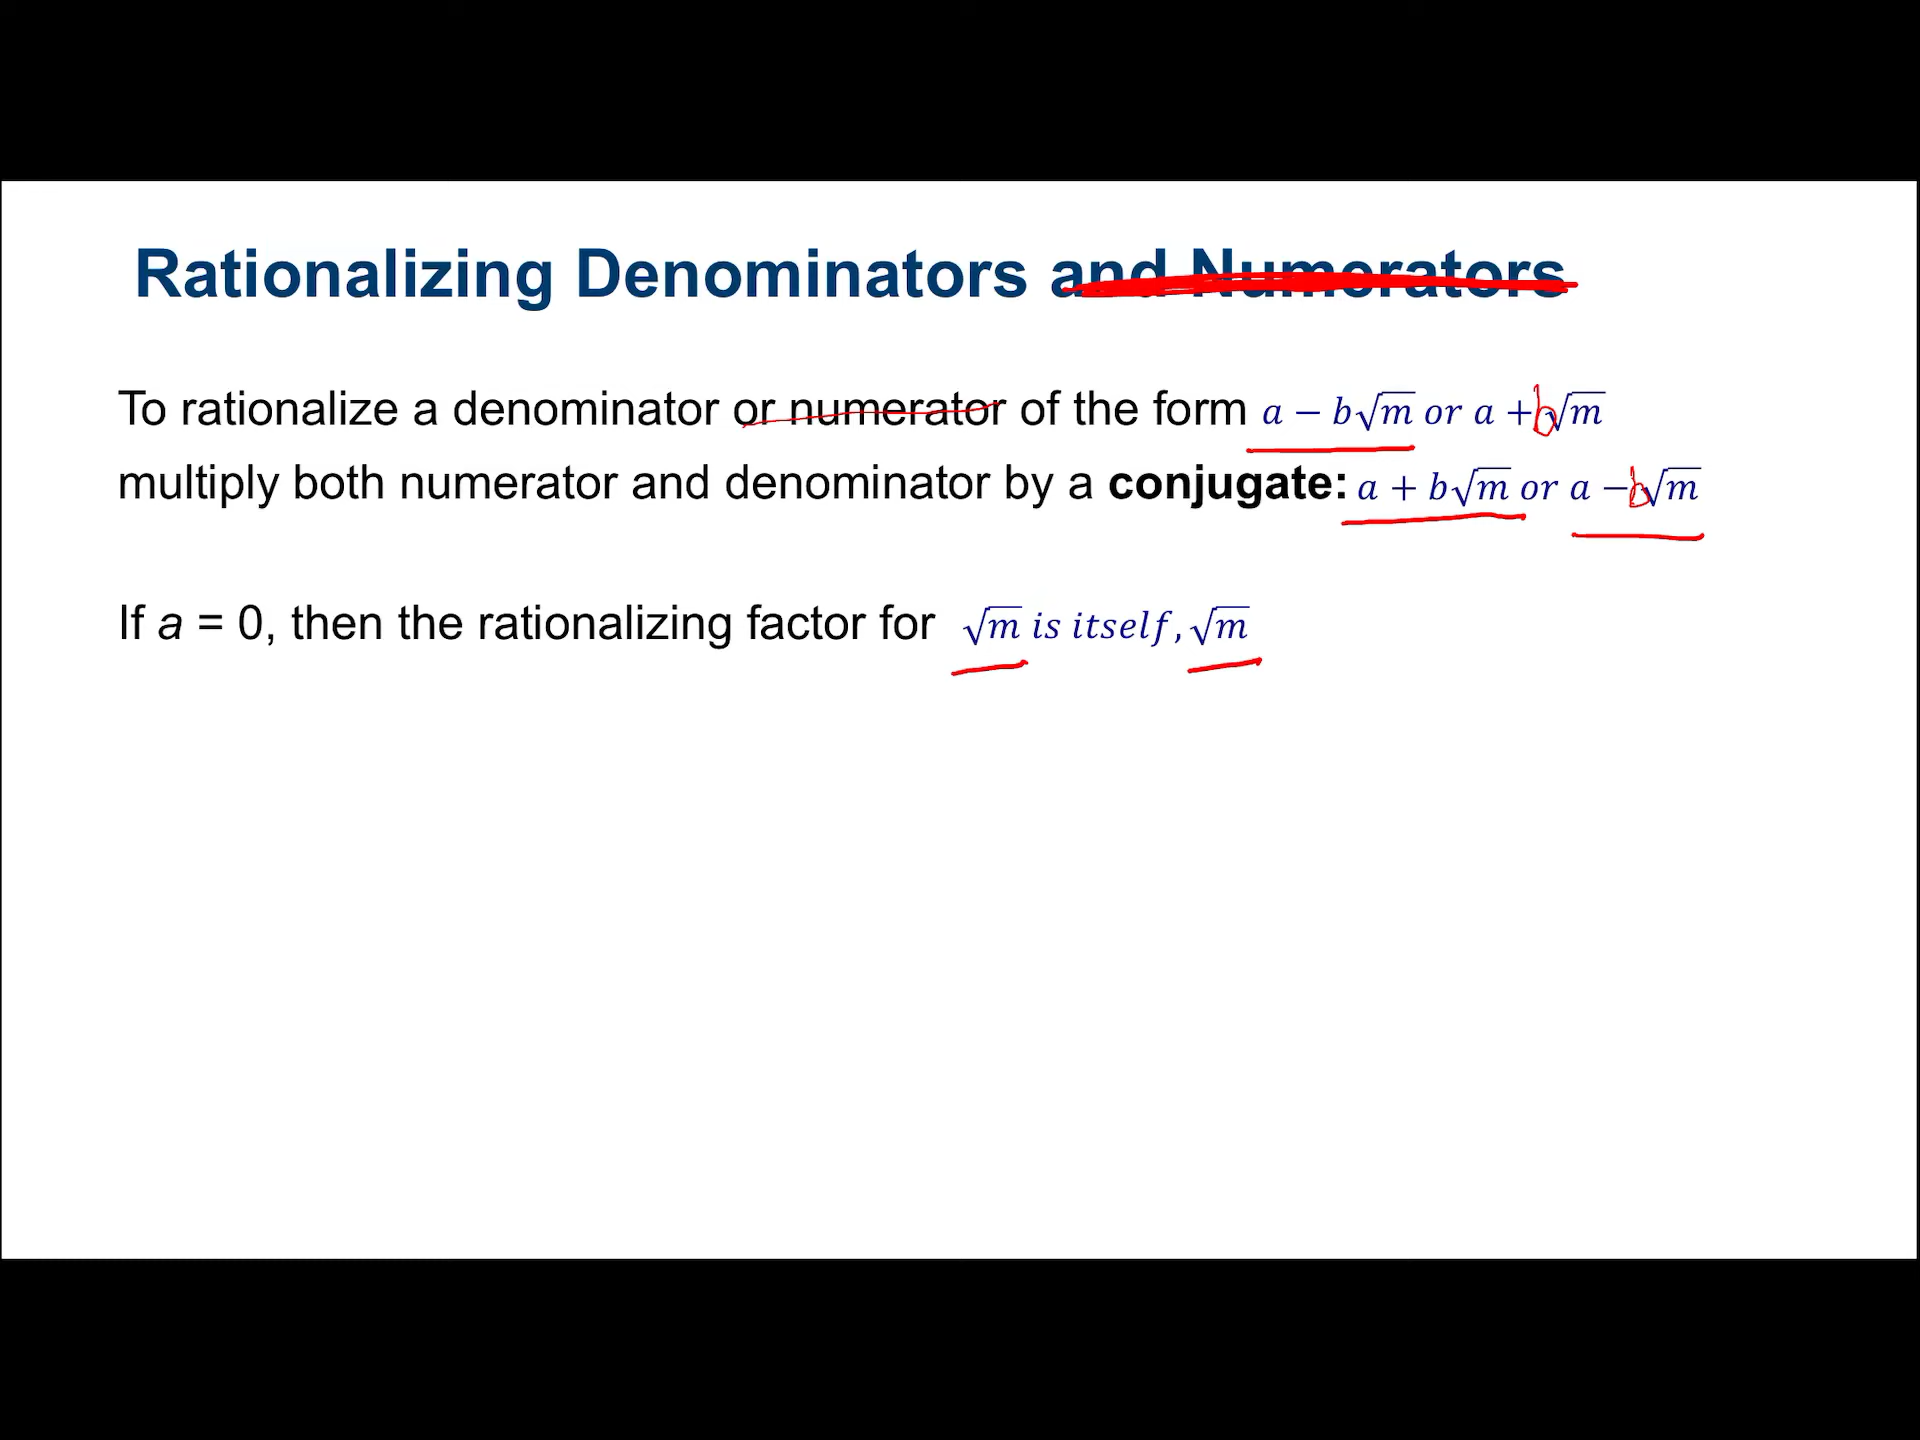 Rationalizing Denominators and Numerators
To rationalize a denominator or numerator of the form a − b√m or a + b√m
multiply both numerator and denominator by a conjugate: a + b√m or a − b√m
If a = 0, then the rationalizing factor for √m is itself, √m